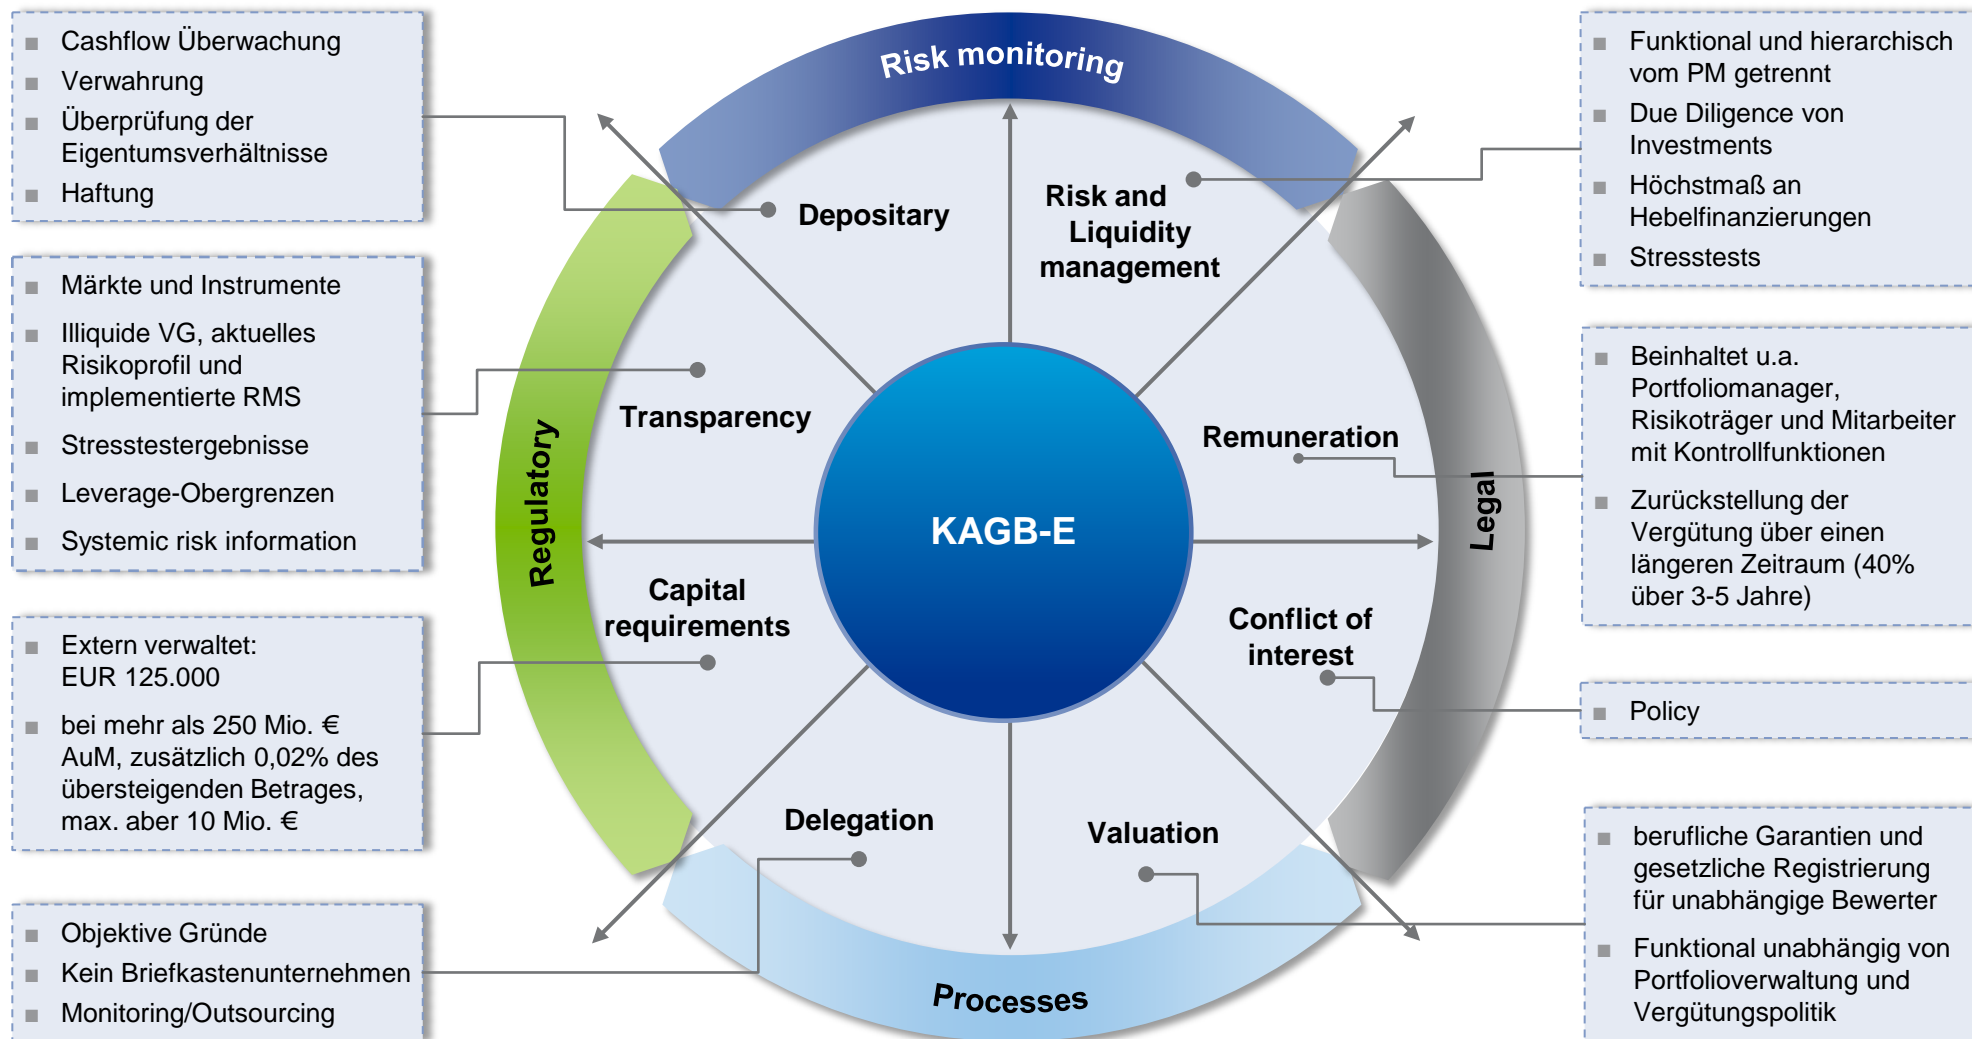 Cashflow Überwachung
Verwahrung
Überprüfung der
Eigentumsverhältnisse
Haftung
Märkte und Instrumente
Illiquide VG, aktuelles
Risikoprofil und
implementierte RMS
Stresstestergebnisse
Leverage-Obergrenzen
Systemic risk information
Extern verwaltet:
EUR 125.000
bei mehr als 250 Mio. €
AuM, zusätzlich 0,02% des
übersteigenden Betrages,
max. aber 10 Mio. €
Objektive Gründe
Kein Briefkastenunternehmen
Monitoring/Outsourcing
Risk monitoring
Depositary
Risk and
Liquidity
management
Transparency
Remuneration
Regulatory
KAGB-E
Legal
Capital
requirements
Conflict of
interest
Delegation
Valuation
Processes
Funktional und hierarchisch
vom PM getrennt
Due Diligence von
Investments
Höchstmaß an
Hebelfinanzierungen
Stresstests
Beinhaltet u.a.
Portfoliomanager,
Risikoträger und Mitarbeiter
mit Kontrollfunktionen
Zurückstellung der
Vergütung über einen
längeren Zeitraum (40%
über 3-5 Jahre)
Policy
berufliche Garantien und
gesetzliche Registrierung
für unabhängige Bewerter
Funktional unabhängig von
Portfolioverwaltung und
Vergütungspolitik